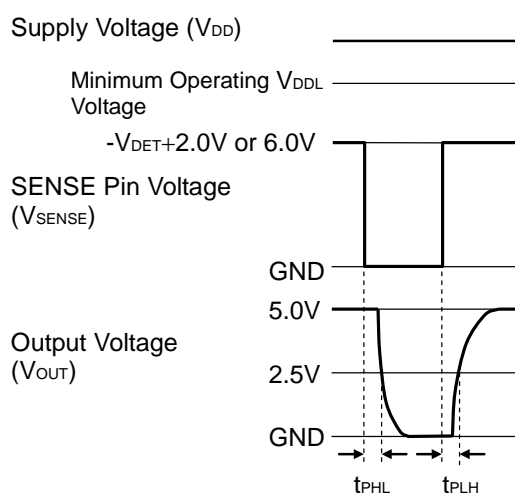 Supply Voltage (VDD)
Minimum Operating VDDL
Voltage
-VDET+2.0V or 6.0V
SENSE Pin Voltage
(VSENSE)
GND
5.0V
Output Voltage
(VOUT)
2.5V
GND
tPHL tPLH